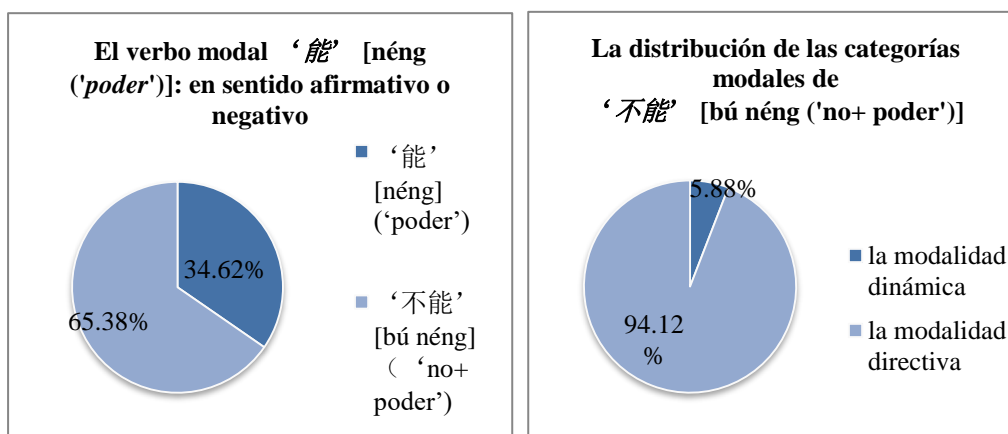 El verbo modal ‘能’ [néng
('poder')]: en sentido afirmativo o
negativo
‘能’
[néng]
(‘poder’)
34.62%
65.38%
‘不能’
[bú néng]
（ ‘no+
poder’)
La distribución de las categorías
modales de
‘不能’ [bú néng ('no+ poder')]
5.88%
94.12
%
la modalidad
dinámica
la modalidad
directiva